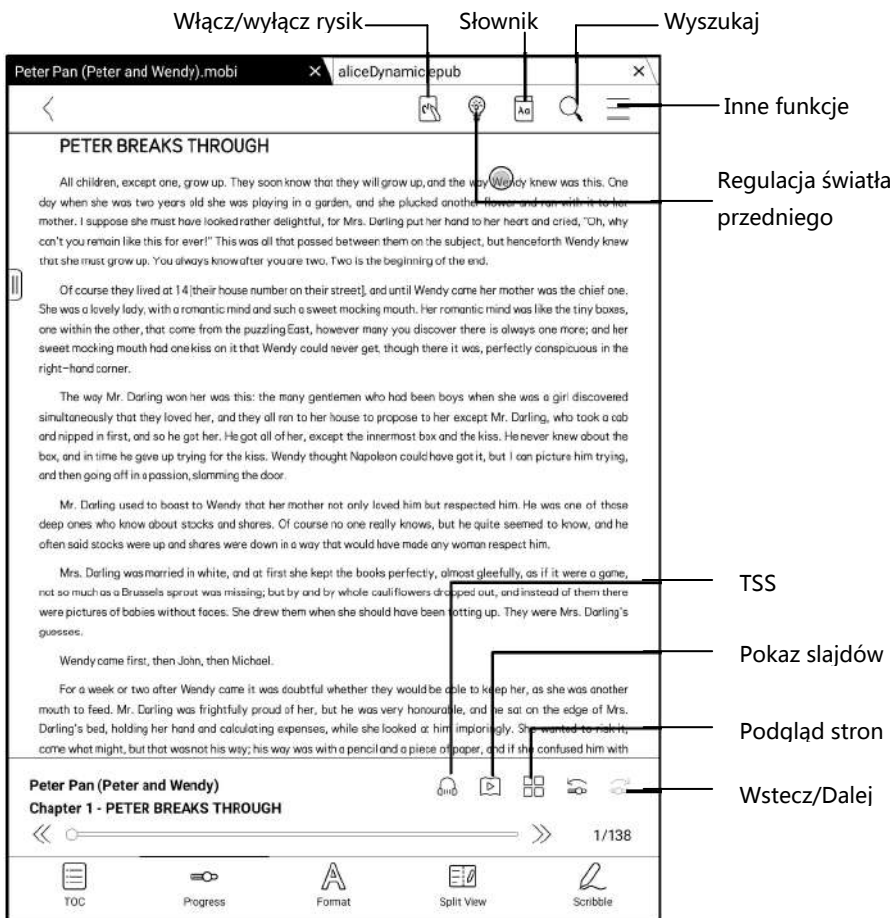 Włącz/wyłącz rysik
Słownik
Wyszukaj
Peter Pan (Peter and Wendy).mobi
aliceDynamic.epub
Inne funkcje
Aa
PETER BREAKS THROUGH
Regulacja światła
przedniego
All children, except one, grow up. They soon know that they will grow up, and the way Wendy knew was this. One
day when she was two years old she was playing in a garden, and she plucked another flower and ran with it to her
mother. I suppose she must have looked rather delightful, for Mrs. Darling put her hand to her heart and cried, "Oh, why
can't you remain like this for ever!" This was all that passed between them on the subject, but henceforth Wendy knew
that she must grow up. You always know after you are two. Two is the beginning of the end.
Of course they lived at 14 [their house number on their street], and until Wendy came her mother was the chief one.
She was a lovely lady, with a romantic mind and such a sweet mocking mouth. Her romantic mind was like the tiny boxes,
one within the other, that come from the puzzling East, however many you discover there is always one more; and her
sweet mocking mouth had one kiss on it that Wendy could never get, though there it was, perfectly conspicuous in the
right-hand corner.
The way Mr. Darling won her was this: the many gentlemen who had been boys when she was a girl discovered
simultaneously that they loved her, and they all ran to her house to propose to her except Mr. Darling, who took a cab
and nipped in first, and so he got her. He got all of her, except the innermost box and the kiss. He never knew about the
box, and in time he gave up trying for the kiss. Wendy thought Napoleon could have got it, but I can picture him trying,
and then going off in a passion, slamming the door.
Mr. Darling used to boast to Wendy that her mother not only loved him but respected him. He was one of those
deep ones who know about stocks and shares. Of course no one really knows, but he quite seemed to know, and he
often said stocks were up and shares were down in a way that would have made any woman respect him.
Mrs. Darling was married in white, and at first she kept the books perfectly, almost gleefully, as if it were a game,
not so much as a Brussels sprout was missing; but by and by whole cauliflowers dropped out, and instead of them there
were pictures of babies without faces. She drew them when she should have been totting up. They were Mrs. Darling's
guesses.
Wendy came first, then John, then Michael.
For a week or two after Wendy came it was doubtful whether they would be able to keep her, as she was another
mouth to feed. Mr. Darling was frightfully proud of her, but he was very honourable, and he sat on the edge of Mrs.
Darling's bed, holding her hand and calculating expenses, while she looked at him imploringly. She wanted to risk it,
come what might, but that was not his way; his way was with a pencil and a piece of paper, and if she confused him with
TSS
Pokaz slajdów
Podgląd stron
Wstecz/Dalej
Peter Pan (Peter and Wendy)
Chapter 1 - PETER BREAKS THROUGH
1/138
TOC
Progress
Format
Split View
Scribble